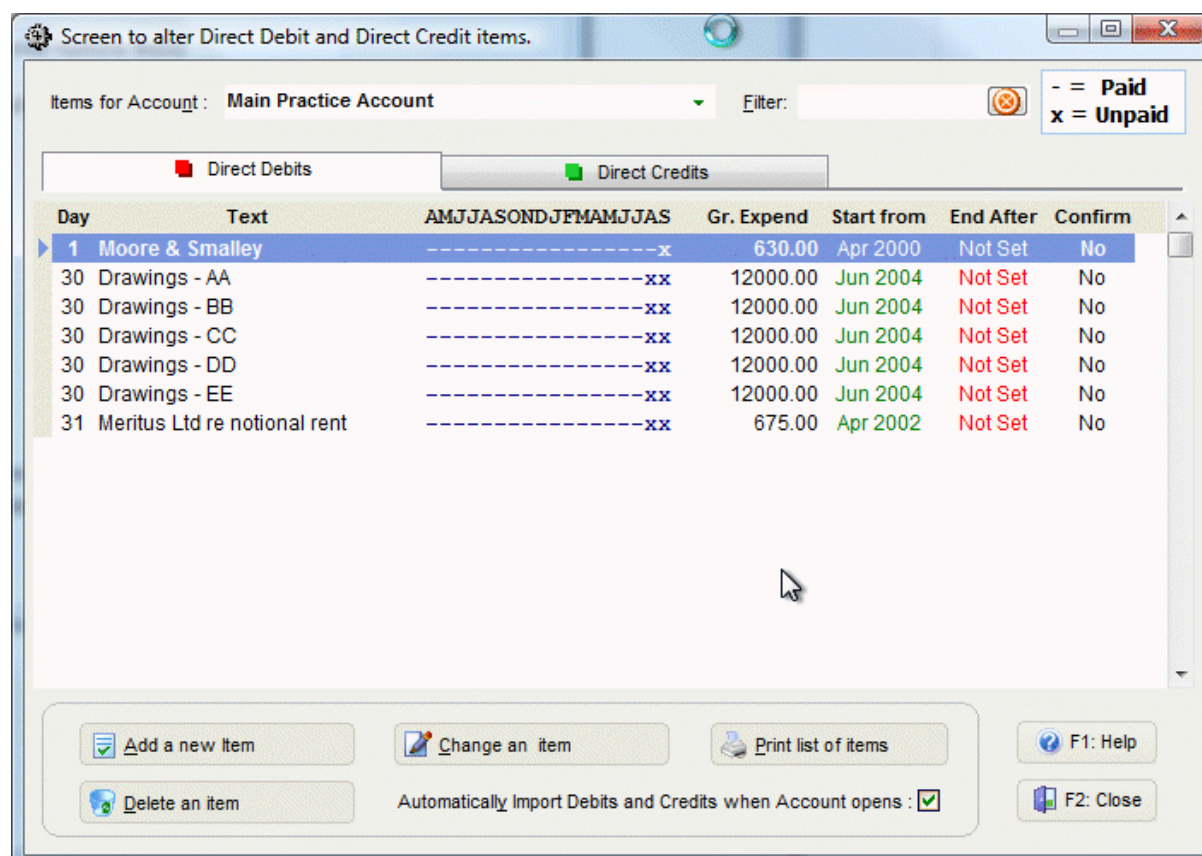 Screen to alter Direct Debit and Direct Credit items.
Items for Account : Main Practice Account Filter: - = Paid
x = Unpaid
Direct Debits Direct Credits
Day Text AMJJASONDJFMAMJJAS Gr. Expend Start from End After Confirm
1 Moore & Smalley -----------------x 630.00 Apr 2000 Not Set No
30 Drawings - AA ----------------xx 12000.00 Jun 2004 Not Set No
30 Drawings - BB ----------------xx 12000.00 Jun 2004 Not Set No
30 Drawings - CC ----------------xx 12000.00 Jun 2004 Not Set No
30 Drawings - DD ----------------xx 12000.00 Jun 2004 Not Set No
30 Drawings - EE ----------------xx 12000.00 Jun 2004 Not Set No
31 Meritus Ltd re notional rent ----------------xx 675.00 Apr 2002 Not Set No
Add a new Item Change an item Print list of items F1: Help
Delete an item Automatically Import Debits and Credits when Account opens : F2: Close